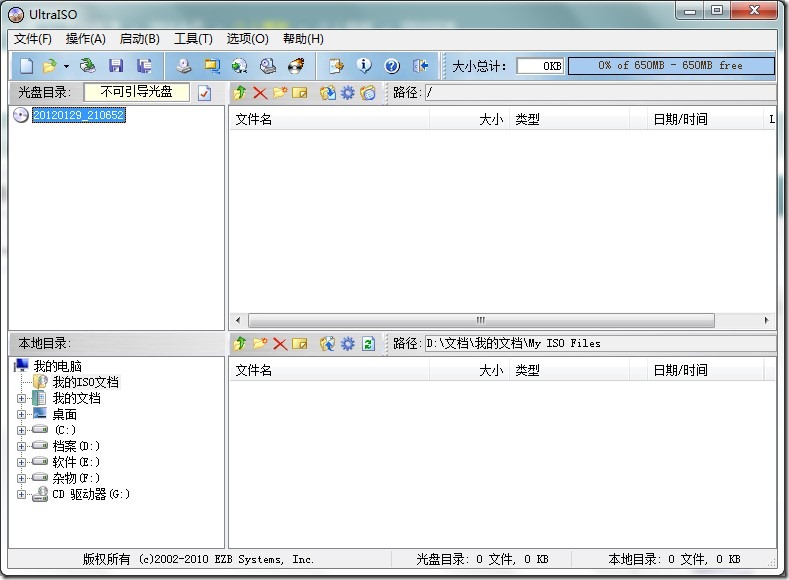 UltraISO
文件(F) 操作(A) 启动(B) 工具(T) 选项(O) 帮助(H)
大小总计: 0KB 0% of 650MB - 650MB free
光盘目录: 不可引导光盘 路径: /
20120129_210652
文件名 大小 类型 日期/时间 L
本地目录: 路径: D:\文档\我的文档\My ISO Files
文件名 大小 类型 日期/时间
我的电脑
我的ISO文档
我的文档
桌面
(C:)
档案(D:)
软件(E:)
杂物(F:)
CD 驱动器(G:)
版权所有 (c)2002-2010 EZB Systems, Inc. 光盘目录: 0 文件, 0 KB 本地目录: 0 文件, 0 KB